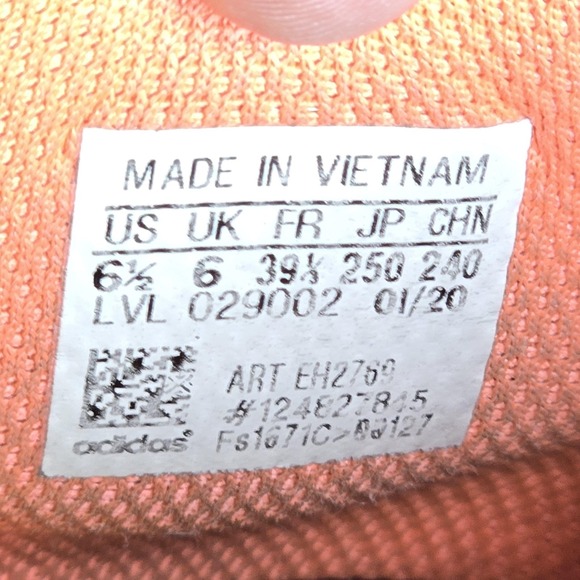 MADE IN VIETNAM
US UK FR JP CHN
6½ 6 39⅓ 250 240
LVL 029002 01/20
ART EH2769
#124827845
adidas